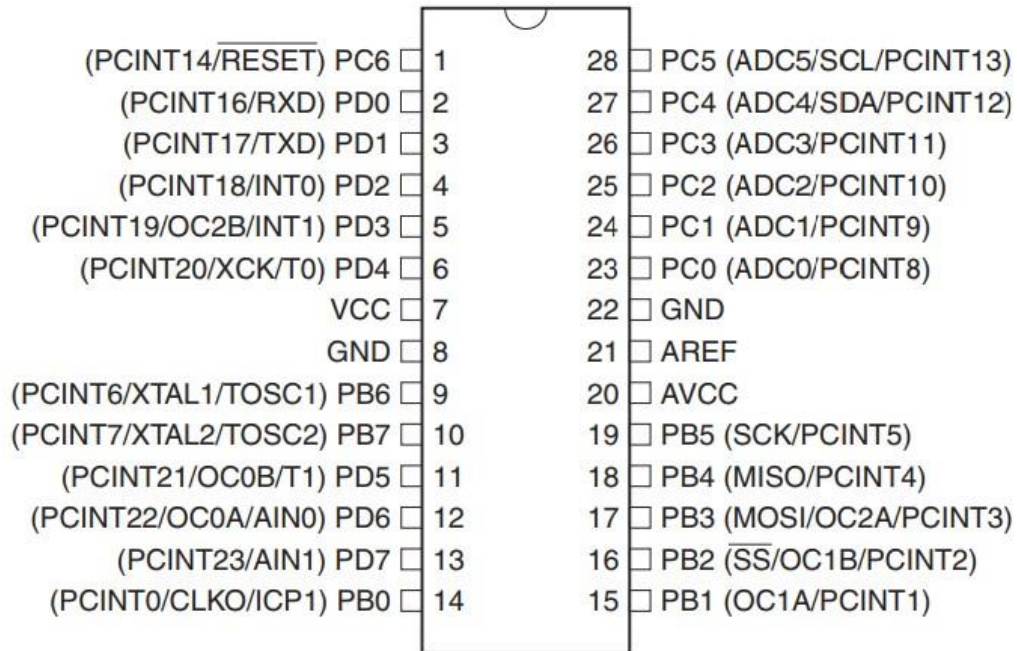 (PCINT14/RESET) PC6 1 28 PC5 (ADC5/SCL/PCINT13)
(PCINT16/RXD) PD0 2 27 PC4 (ADC4/SDA/PCINT12)
(PCINT17/TXD) PD1 3 26 PC3 (ADC3/PCINT11)
(PCINT18/INT0) PD2 4 25 PC2 (ADC2/PCINT10)
(PCINT19/OC2B/INT1) PD3 5 24 PC1 (ADC1/PCINT9)
(PCINT20/XCK/T0) PD4 6 23 PC0 (ADC0/PCINT8)
VCC 7 22 GND
GND 8 21 AREF
(PCINT6/XTAL1/TOSC1) PB6 9 20 AVCC
(PCINT7/XTAL2/TOSC2) PB7 10 19 PB5 (SCK/PCINT5)
(PCINT21/OC0B/T1) PD5 11 18 PB4 (MISO/PCINT4)
(PCINT22/OC0A/AIN0) PD6 12 17 PB3 (MOSI/OC2A/PCINT3)
(PCINT23/AIN1) PD7 13 16 PB2 (SS/OC1B/PCINT2)
(PCINT0/CLKO/ICP1) PB0 14 15 PB1 (OC1A/PCINT1)